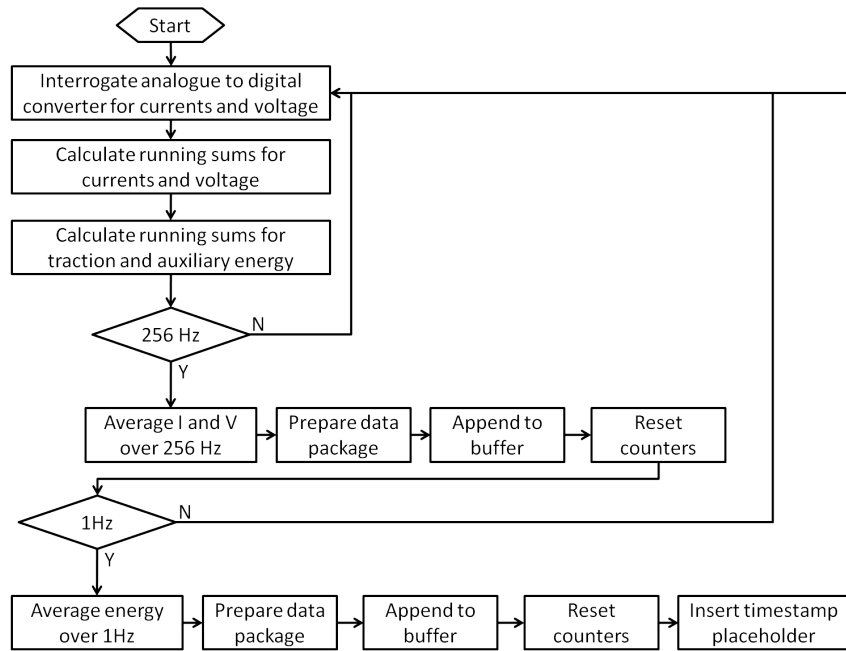 Start
Interrogate analogue to digital
converter for currents and voltage
Calculate running sums for
currents and voltage
Calculate running sums for
traction and auxiliary energy
256 Hz
N
Y
Average I and V
over 256 Hz
Prepare data
package
Append to
buffer
Reset
counters
1Hz
N
Y
Average energy
over 1Hz
Prepare data
package
Append to
buffer
Reset
counters
Insert timestamp
placeholder